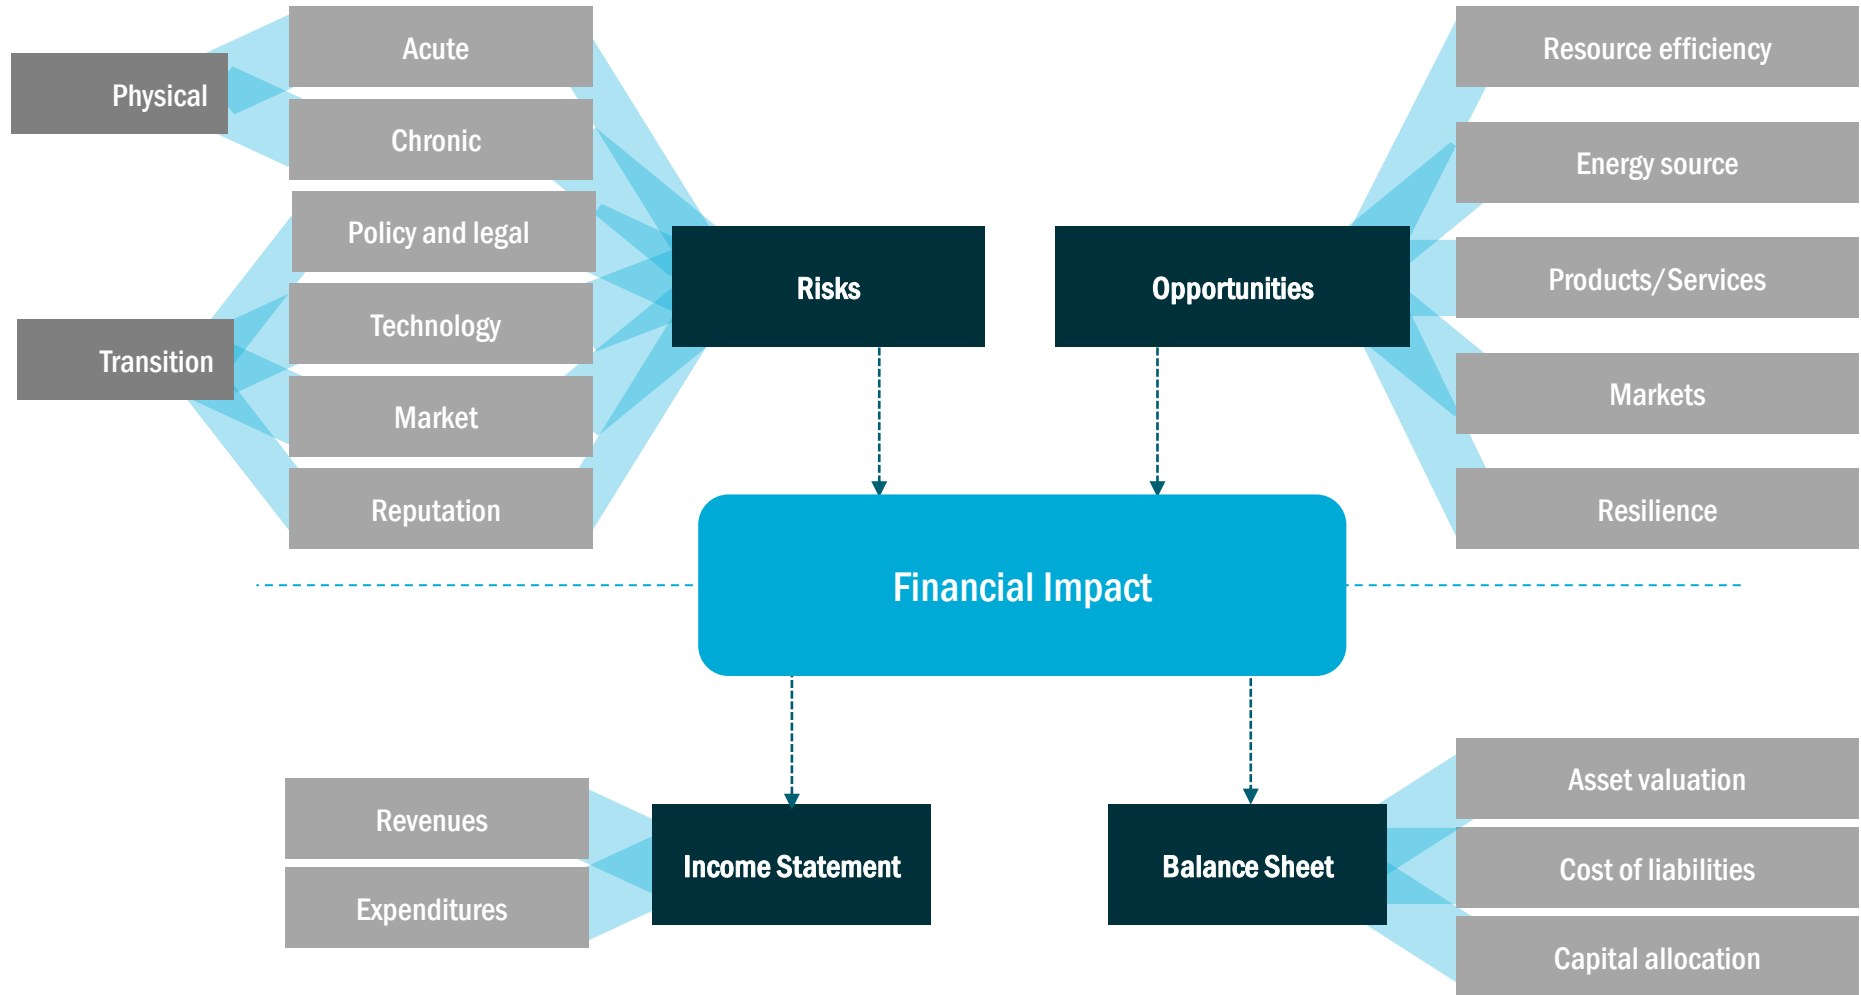 Physical
Acute
Chronic
Transition
Policy and legal
Technology
Market
Reputation
Risks
Opportunities
Resource efficiency
Energy source
Products/Services
Markets
Resilience
Financial Impact
Revenues
Expenditures
Income Statement
Balance Sheet
Asset valuation
Cost of liabilities
Capital allocation